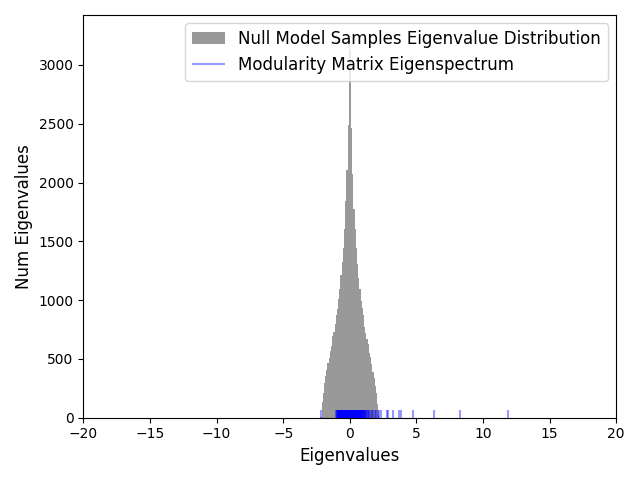 Null Model Samples Eigenvalue Distribution
Modularity Matrix Eigenspectrum
3000
2500
2000
1500
1000
500
0
Num Eigenvalues
−20 −15 −10 −5 0 5 10 15 20
Eigenvalues